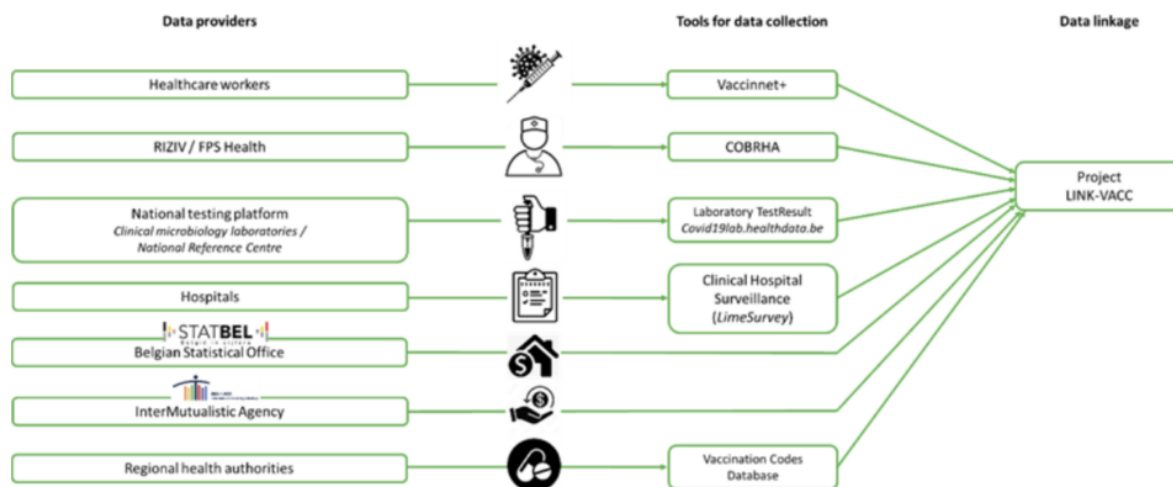 Data providers
Tools for data collection
Data linkage
Healthcare workers
Vaccinnet+
RIZIV / FPS Health
COBRHA
Project
LINK-VACC
National testing platform
Clinical microbiology laboratories /
National Reference Centre
Laboratory TestResult
Covid19lab.healthdata.be
Hospitals
Clinical Hospital
Surveillance
(LimeSurvey)
STATBEL
Belgian Statistical Office
InterMutualistic Agency
Regional health authorities
Vaccination Codes
Database